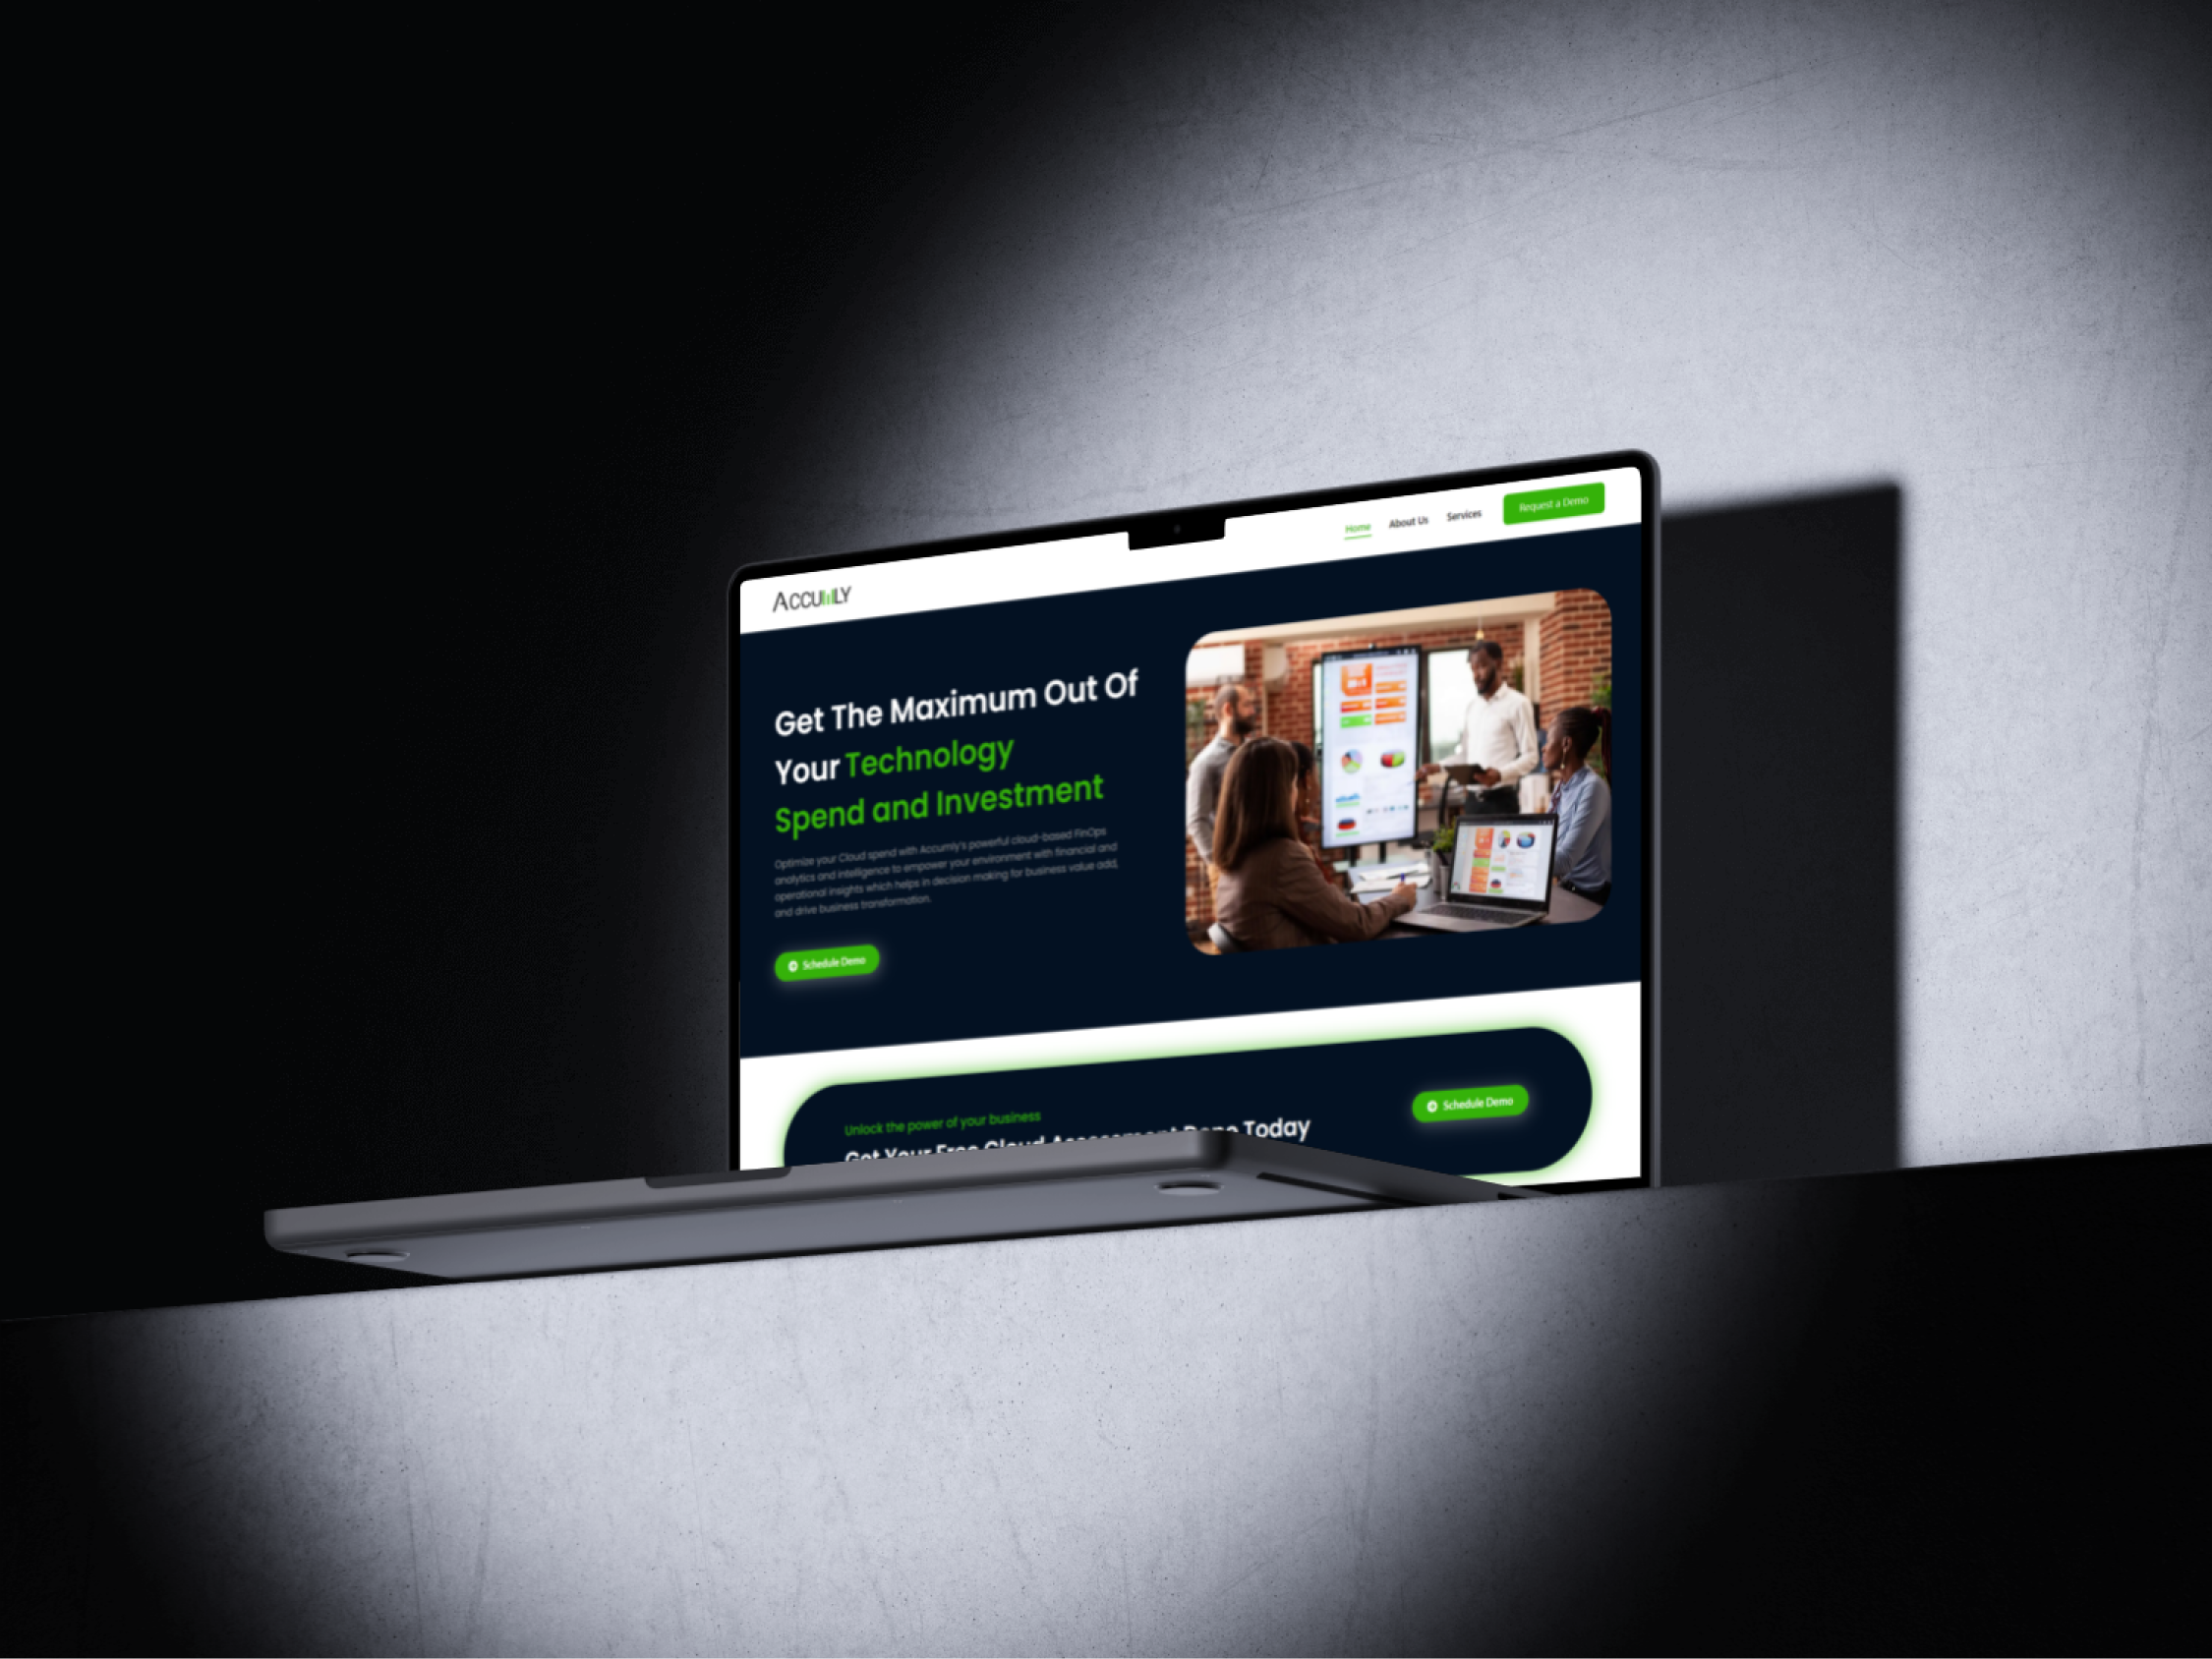 ACCUMLY
Home
About Us
Services
Request a Demo
Get The Maximum Out Of
Your Technology
Spend and Investment
Optimize your Cloud spend with Accumly's powerful cloud-based FinOps
analytics and intelligence to empower your environment with financial and
operational insights which helps in decision making for business value add,
and drive business transformation.
Schedule Demo
Unlock the power of your business
Get Your Free Cloud Assessment Done Today
Schedule Demo